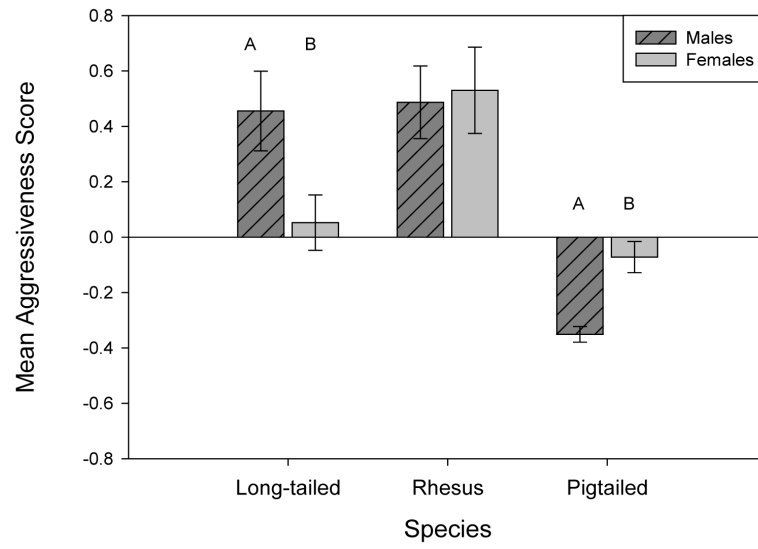 0.8
0.6
0.4
0.2
0.0
-0.2
-0.4
-0.6
-0.8
Mean Aggressiveness Score
A B
A B
Males
Females
Long-tailed Rhesus Pigtailed
Species